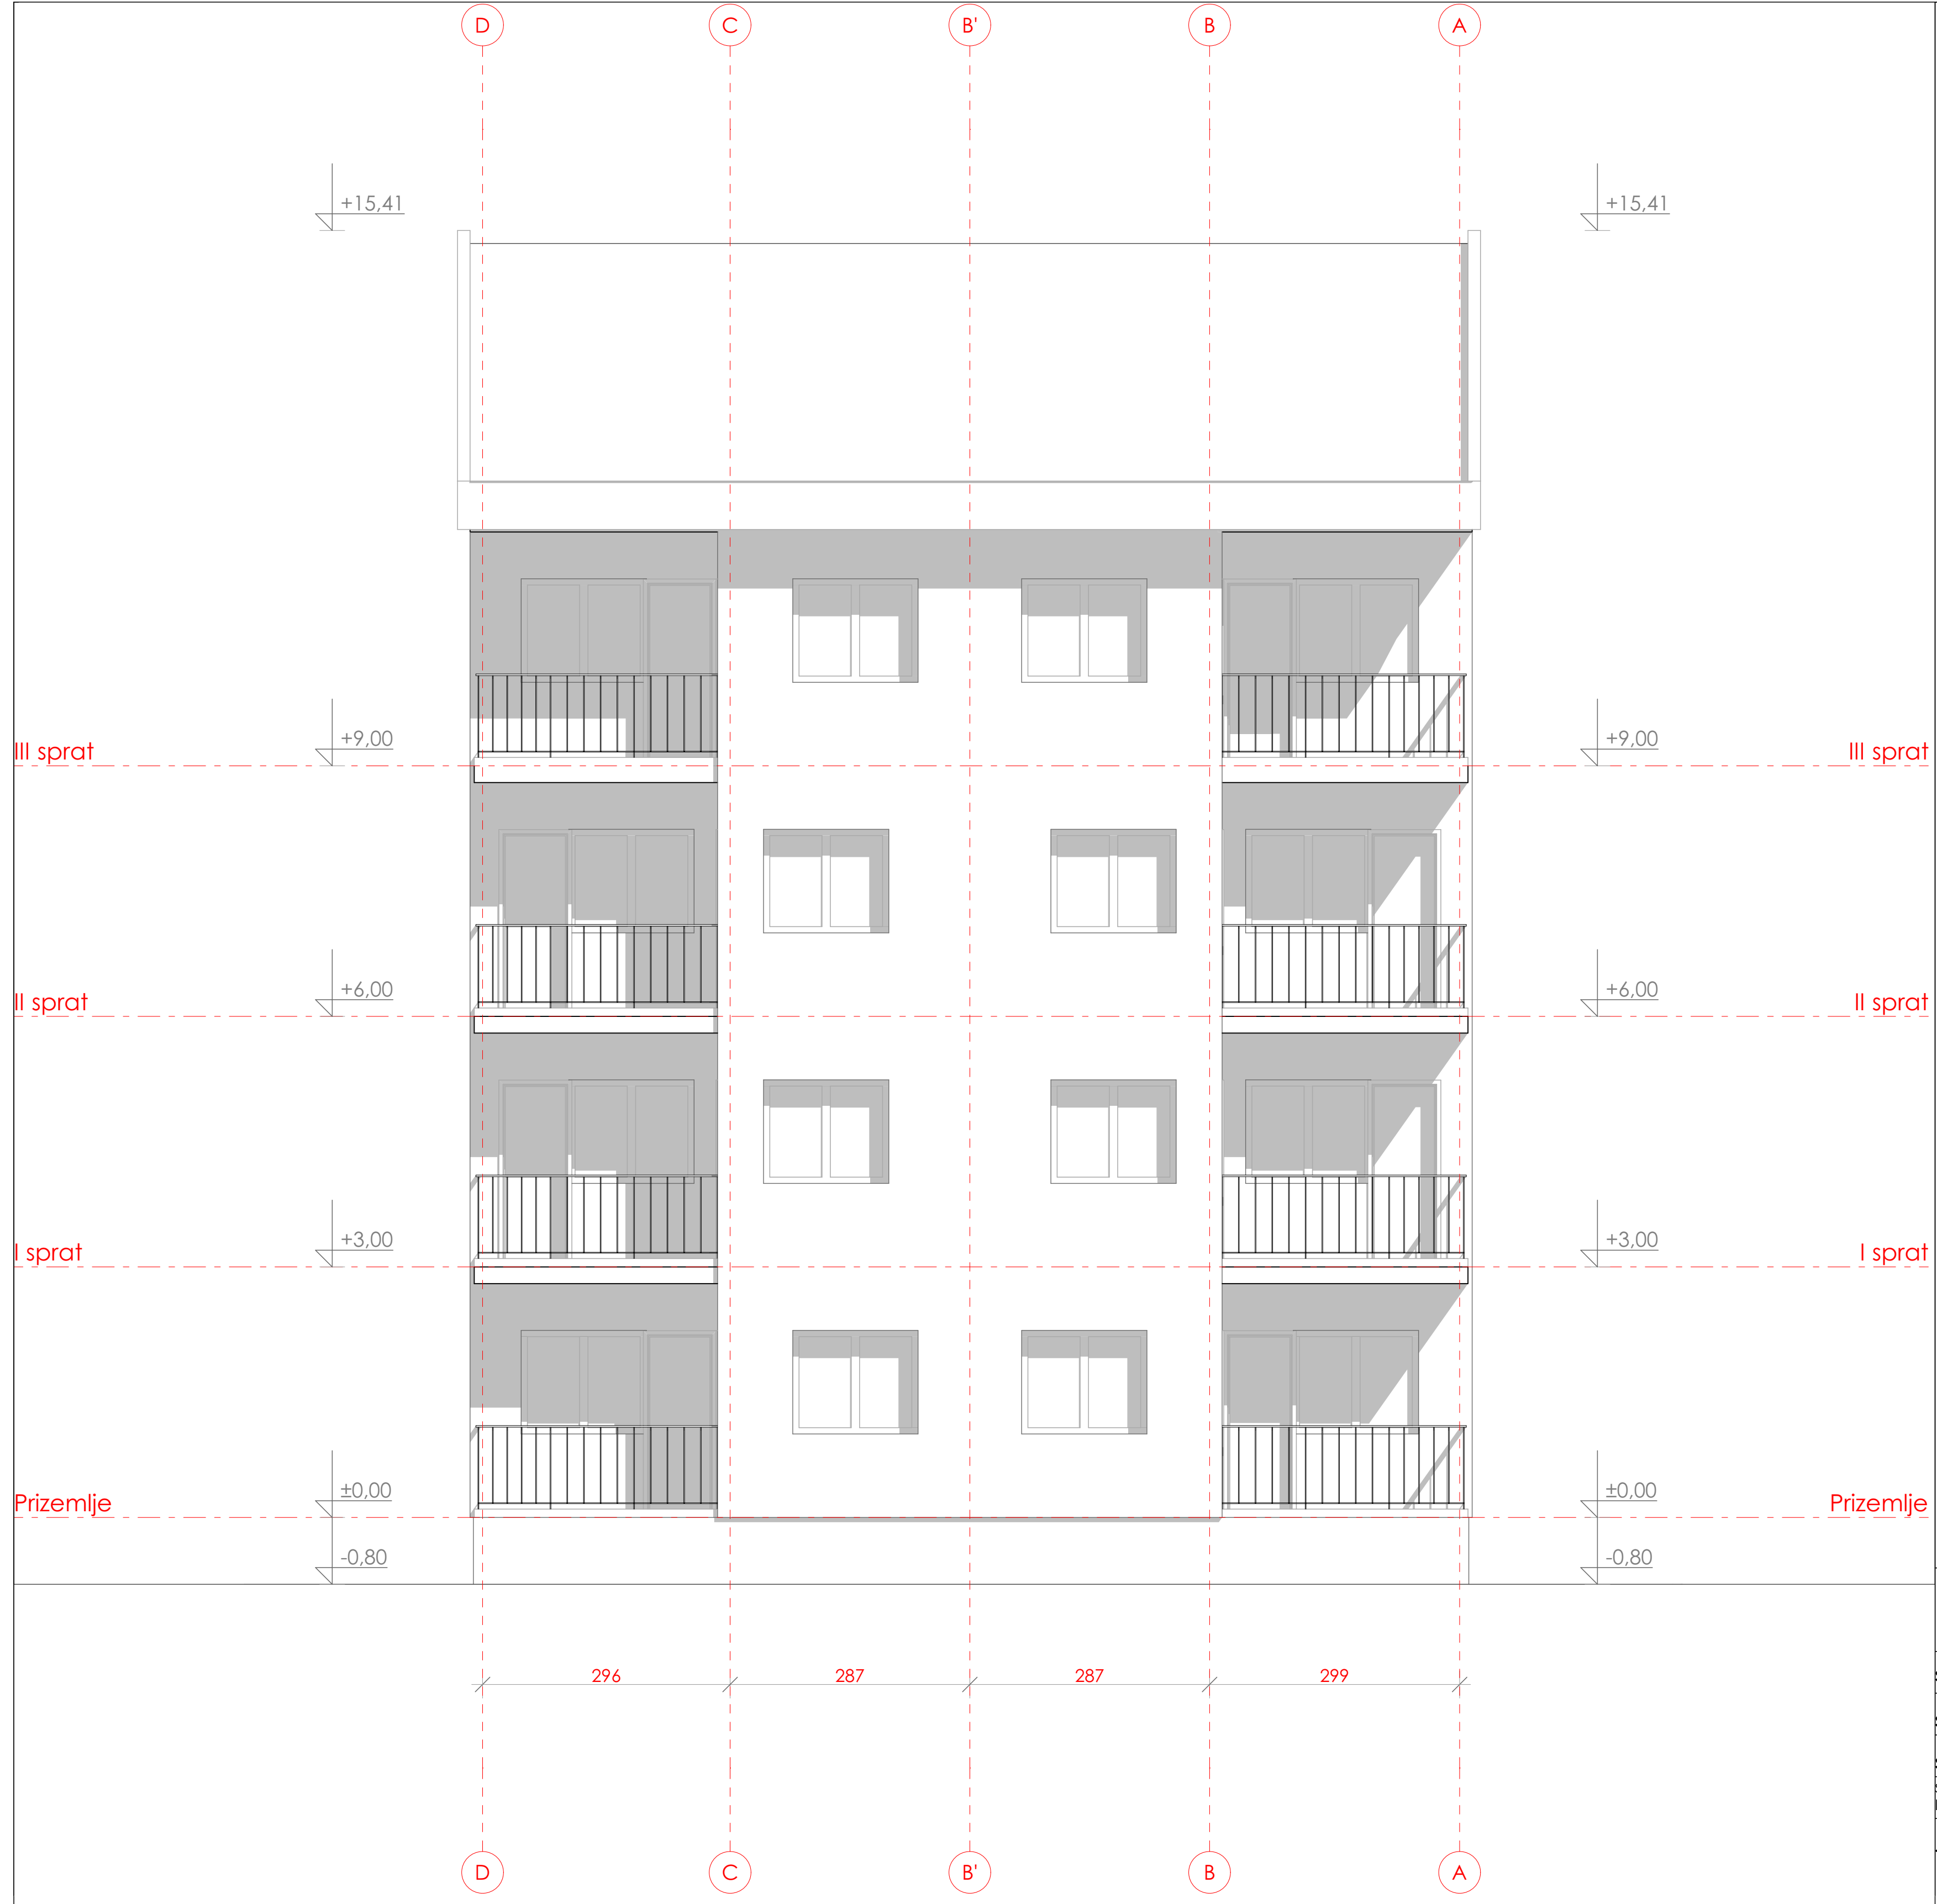 D C B' B A
+15,41 +15,41
III sprat +9,00 +9,00 III sprat
II sprat +6,00 +6,00 II sprat
I sprat +3,00 +3,00 I sprat
Prizemlje ±0,00 ±0,00 Prizemlje
-0,80 -0,80
296 287 287 299
D C B' B A